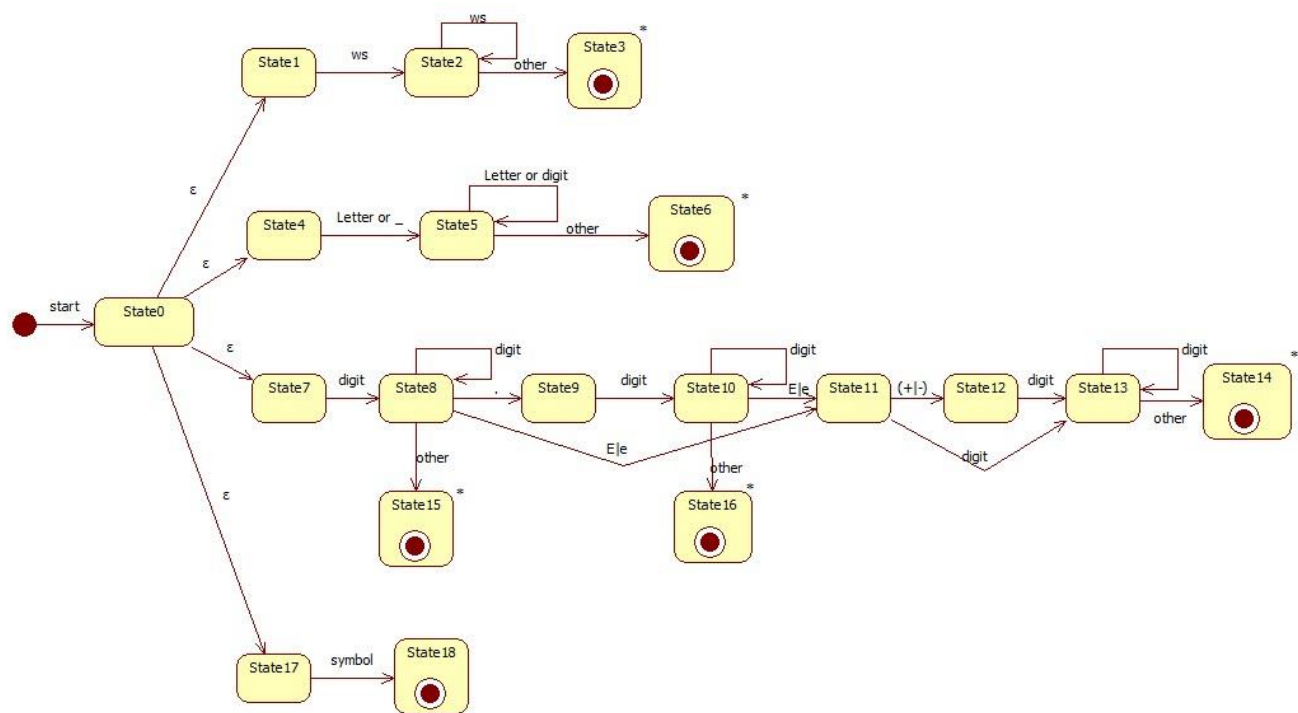 ws
*
State1
ws
State2
other
State3
ε
Letter or digit
*
State4
Letter or _
State5
other
State6
ε
start
State0
ε
digit
digit
digit
*
State7
digit
State8
.
State9
digit
State10
E|e
State11
(+|-)
State12
digit
State13
other
State14
other
E|e
other
digit
*
*
State15
State16
ε
State17
symbol
State18